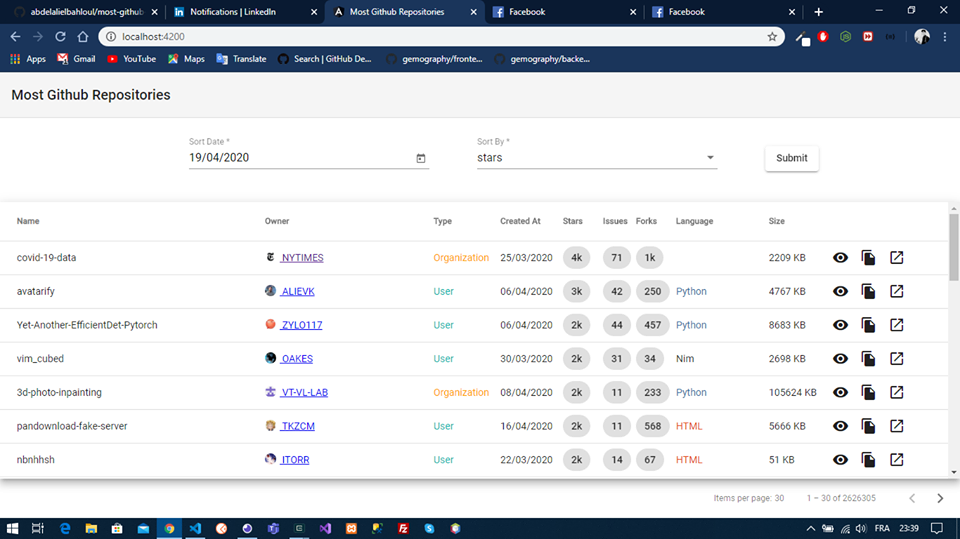 abdelalielbahloul/most-github
Notifications | LinkedIn
Most Github Repositories
Facebook
Facebook
localhost:4200
Apps
Gmail
YouTube
Maps
Translate
Search | GitHub De...
gemography/fronte...
gemography/backe...
Most Github Repositories
Sort Date *
19/04/2020
Sort By *
stars
Submit
Name Owner Type Created At Stars Issues Forks Language Size
covid-19-data NYTIMES Organization 25/03/2020 4k 71 1k 2209 KB
avatarify ALIEVK User 06/04/2020 3k 42 250 Python 4767 KB
Yet-Another-EfficientDet-Pytorch ZYLO117 User 06/04/2020 2k 44 457 Python 8683 KB
vim_cubed OAKES User 30/03/2020 2k 31 34 Nim 2698 KB
3d-photo-inpainting VT-VL-LAB Organization 08/04/2020 2k 11 233 Python 105624 KB
pandownload-fake-server TKZCM User 16/04/2020 2k 11 568 HTML 5666 KB
nbnhhsh ITORR User 22/03/2020 2k 14 67 HTML 51 KB
Items per page: 30 1 – 30 of 2626305
FRA 23:39